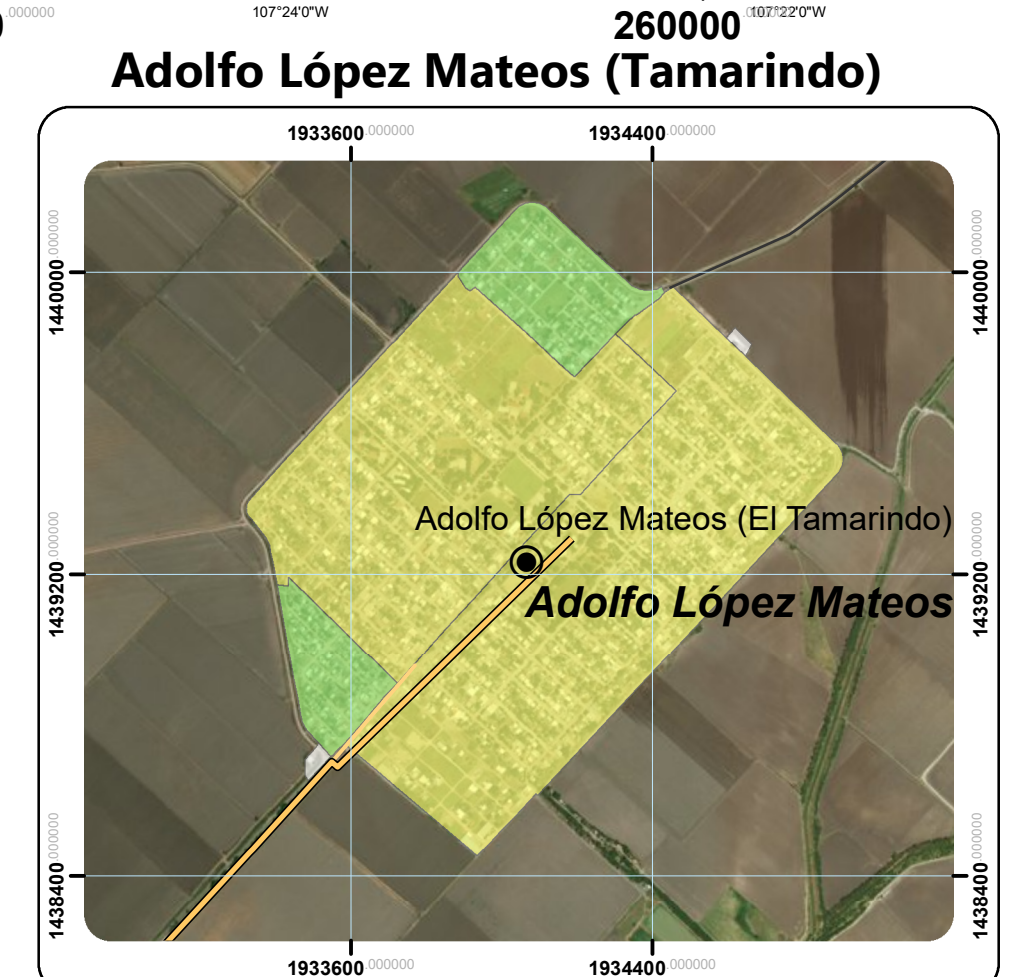 .000000 107°24'0"W .000000 107°22'0"W
260000
Adolfo López Mateos (Tamarindo)
1933600.000000 1934400.000000
1440000.000000 1440000.000000
Adolfo López Mateos (El Tamarindo)
1439200.000000 1439200.000000
Adolfo López Mateos
1438400.000000 1438400.000000
1933600.000000 1934400.000000